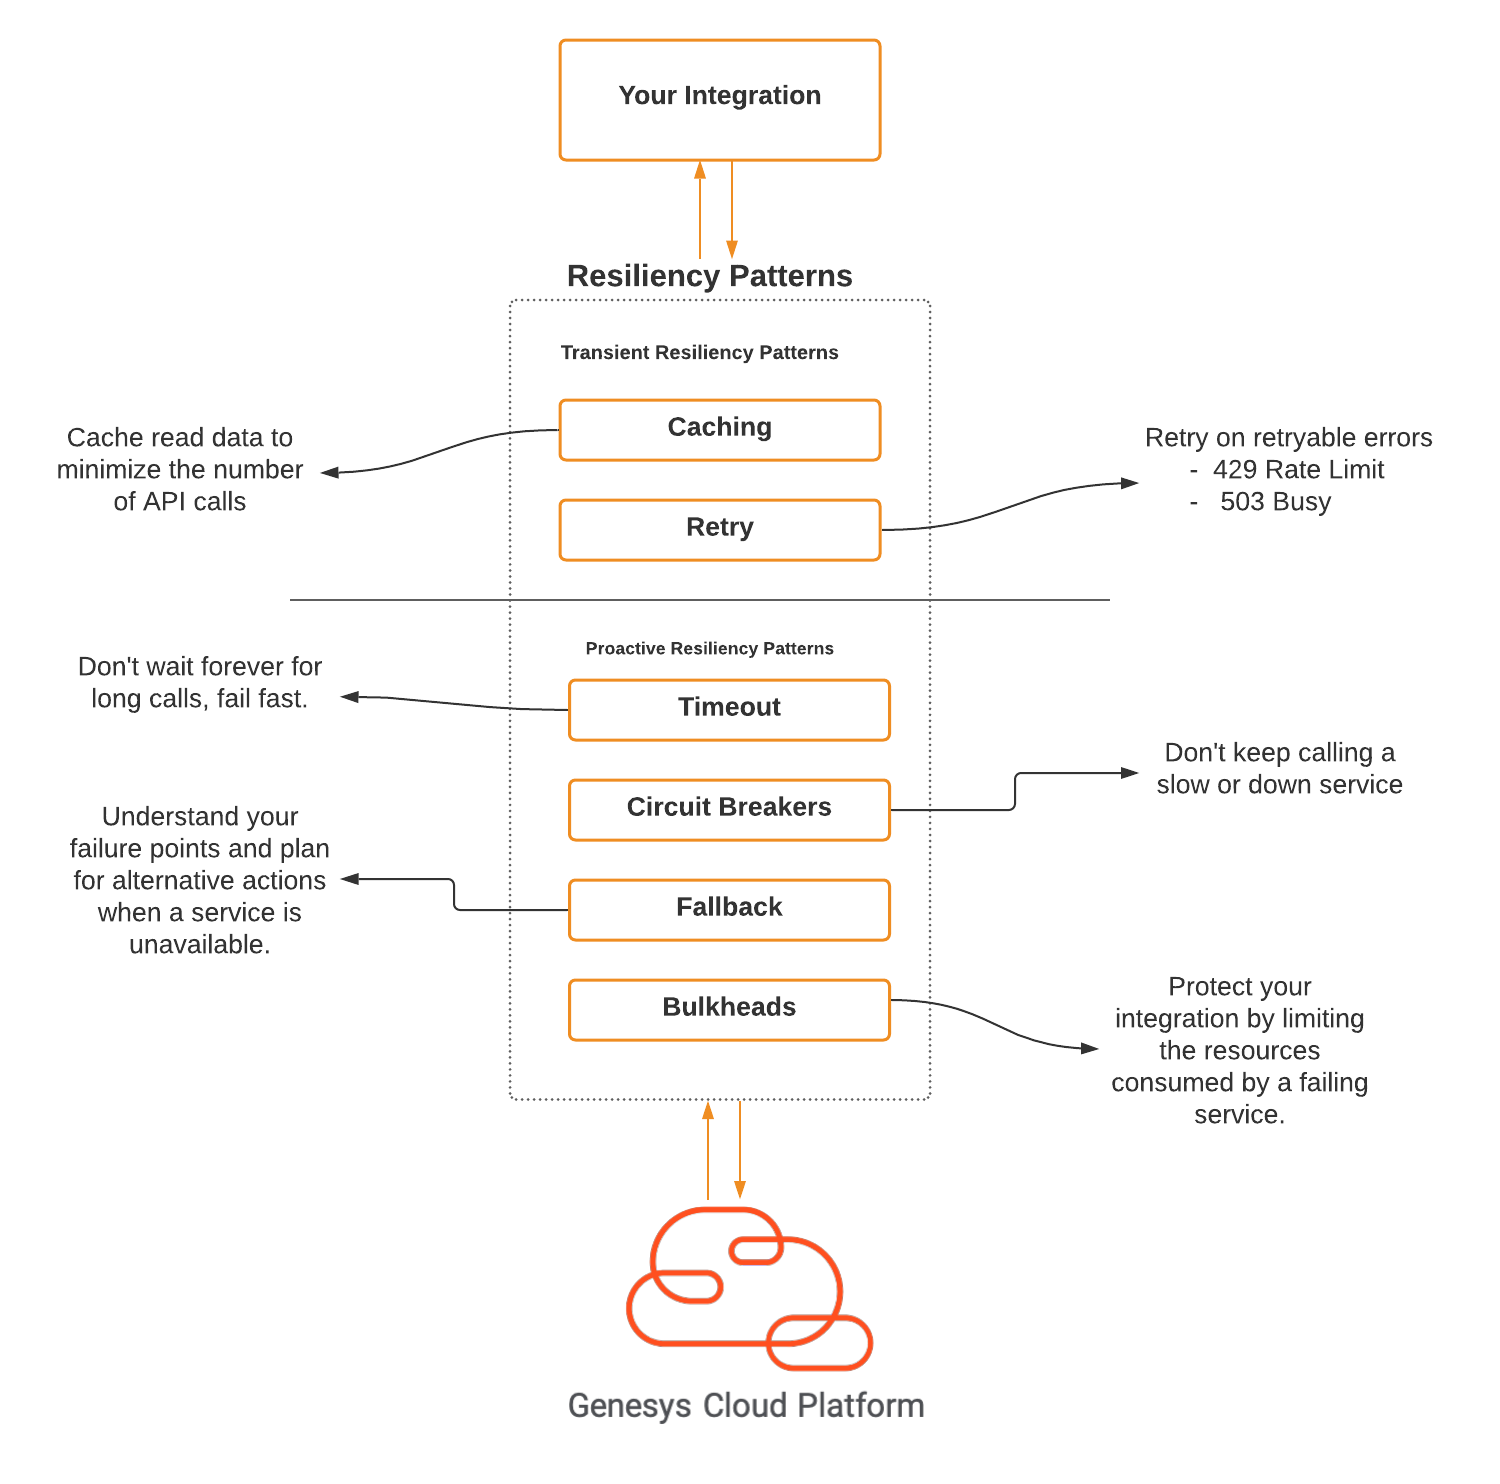 Your Integration
Resiliency Patterns
Transient Resiliency Patterns
Caching
Cache read data to
minimize the number
of API calls
Retry
Retry on retryable errors
- 429 Rate Limit
- 503 Busy
Proactive Resiliency Patterns
Timeout
Don't wait forever for
long calls, fail fast.
Circuit Breakers
Don't keep calling a
slow or down service
Fallback
Understand your
failure points and plan
for alternative actions
when a service is
unavailable.
Bulkheads
Protect your
integration by limiting
the resources
consumed by a failing
service.
Genesys Cloud Platform